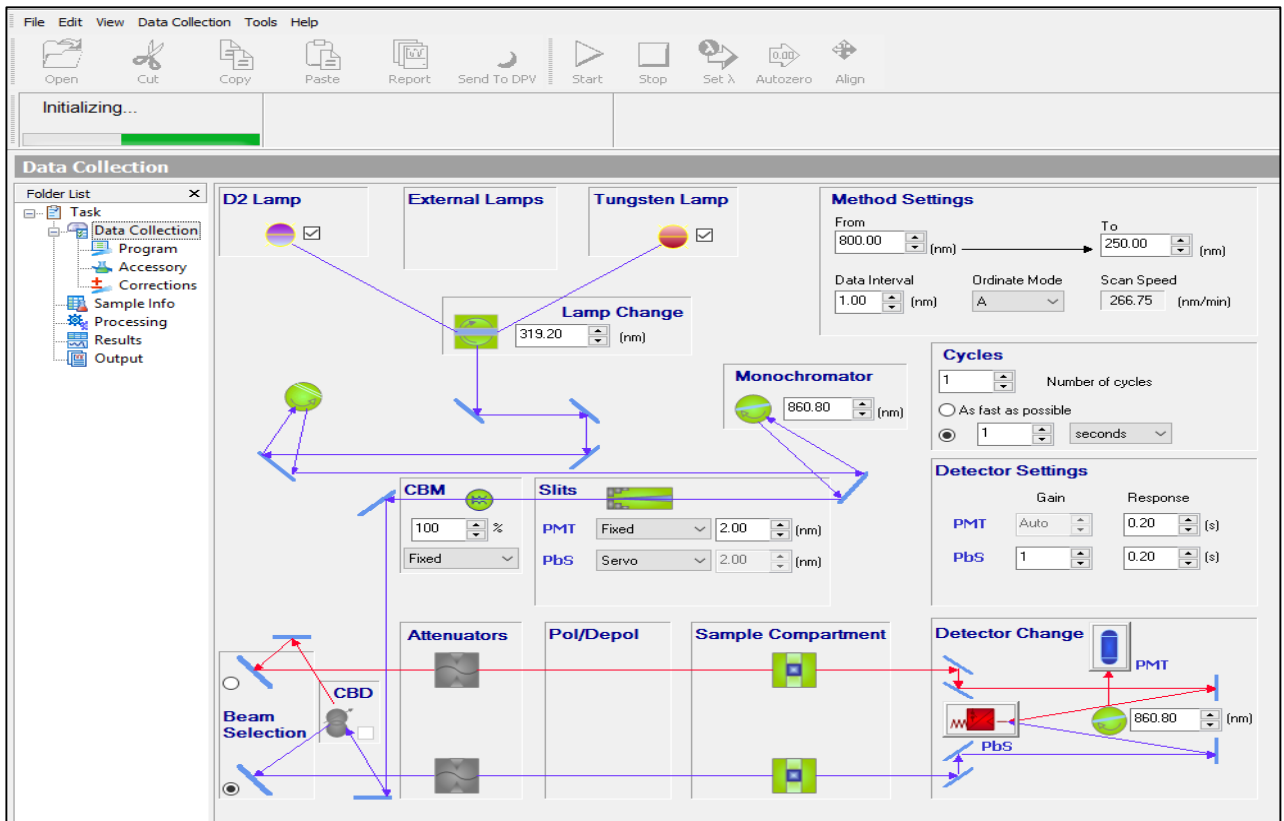 File Edit View Data Collection Tools Help
Open Cut Copy Paste Report Send To DPV Start Stop Set λ Autozero Align
Initializing...
Data Collection
Folder List
Task
Data Collection
Program
Accessory
Corrections
Sample Info
Processing
Results
Output
D2 Lamp
External Lamps
Tungsten Lamp
Lamp Change
319.20 (nm)
Method Settings
From To
800.00 (nm) 250.00 (nm)
Data Interval Ordinate Mode Scan Speed
1.00 (nm) A 266.75 (nm/min)
Monochromator
860.80 (nm)
Cycles
1 Number of cycles
As fast as possible
1 seconds
CBM
100 %
Fixed
Slits
PMT Fixed 2.00 (nm)
PbS Servo 2.00 (nm)
Detector Settings
Gain Response
PMT Auto 0.20 (s)
PbS 1 0.20 (s)
Beam
Selection
CBD
Attenuators
Pol/Depol
Sample Compartment
Detector Change
PMT
860.80 (nm)
PbS